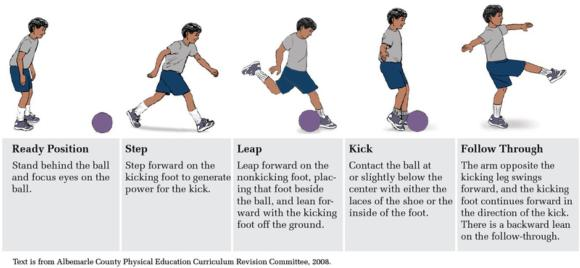 Ready Position
Stand behind the ball
and focus eyes on the
ball.
Step
Step forward on the
kicking foot to generate
power for the kick.
Leap
Leap forward on the
nonkicking foot, plac-
ing that foot beside
the ball, and lean for-
ward with the kicking
foot off the ground.
Kick
Contact the ball at
or slightly below the
center with either the
laces of the shoe or the
inside of the foot.
Follow Through
The arm opposite the
kicking leg swings
forward, and the kicking
foot continues forward in
the direction of the kick.
There is a backward lean
on the follow-through.
Text is from Albemarle County Physical Education Curriculum Revision Committee, 2008.